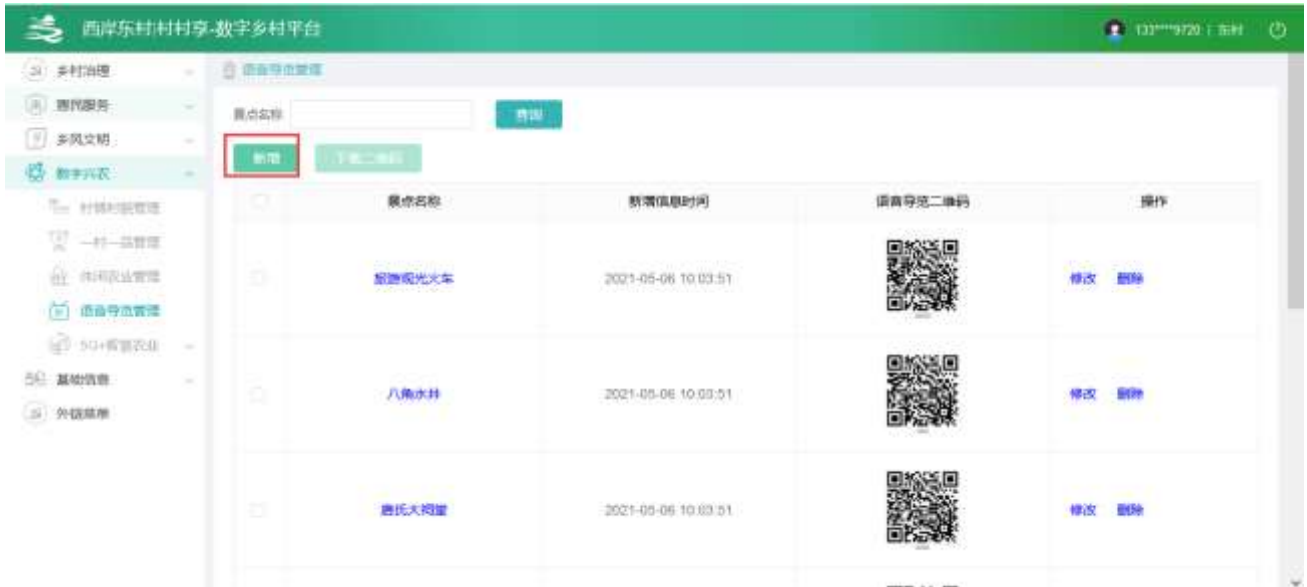 西岸东村|村村享-数字乡村平台
133****9720 | 东村
乡村治理
惠民服务
乡风文明
数字兴农
村情村貌管理
一村一品管理
休闲农业管理
语音导览管理
5G+智慧农业
基础信息
外链菜单
语音导览管理
景点名称
查询
新增
下载二维码
景点名称 新增信息时间 语音导览二维码 操作
旅游观光火车 2021-05-06 10:03:51 修改 删除
八角水井 2021-05-06 10:03:51 修改 删除
唐氏大祠堂 2021-05-06 10:03:51 修改 删除